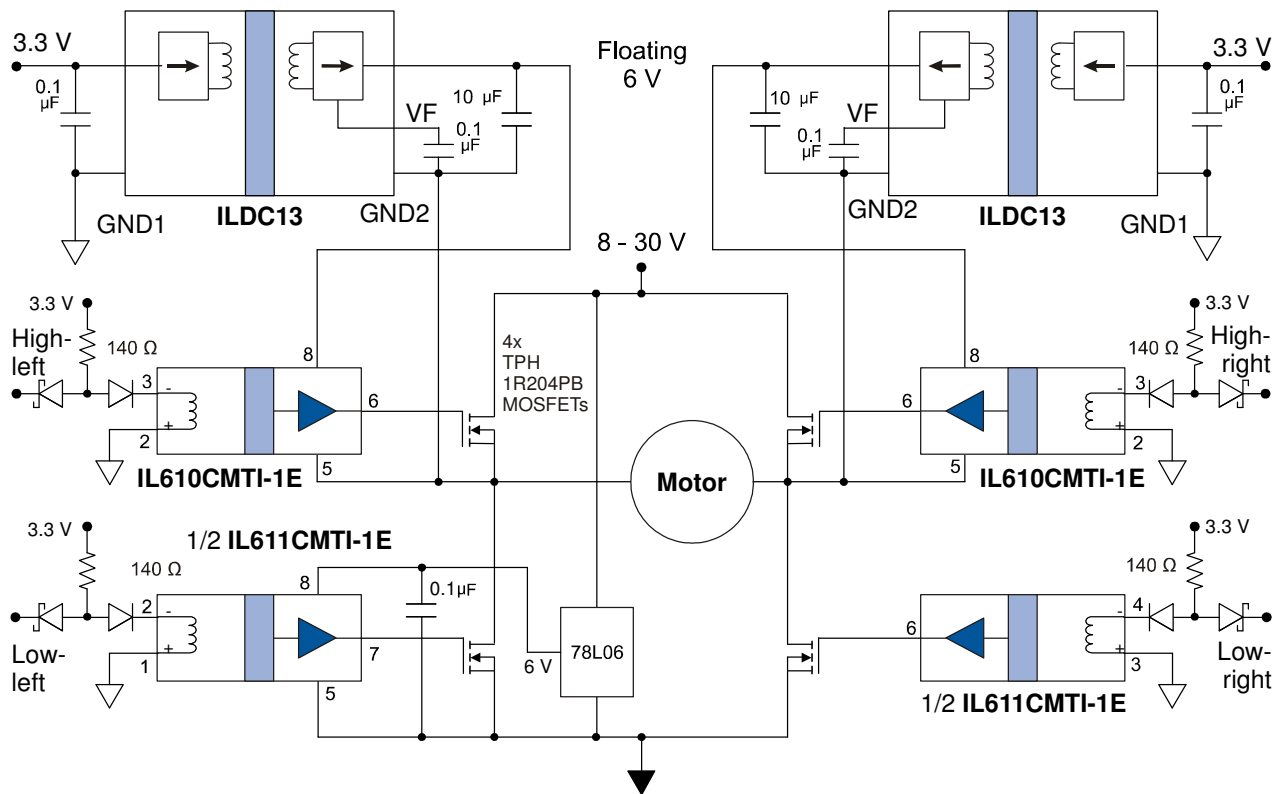 3.3 V
0.1
µF
GND1
ILDC13
VF
0.1
µF
GND2
10 µF
Floating
6 V
10 µF
VF
0.1
µF
GND2
ILDC13
GND1
3.3 V
0.1
µF
8 - 30 V
3.3 V
High-
left
140 Ω
3
-
+
2
8
6
5
IL610CMTI-1E
4x
TPH
1R204PB
MOSFETs
Motor
8
6
5
3.3 V
High-
right
140 Ω
3
-
+
2
IL610CMTI-1E
3.3 V
140 Ω
Low-
left
2
-
+
1
1/2 IL611CMTI-1E
8
7
5
0.1µF
6 V
78L06
6
3.3 V
140 Ω
4
-
+
3
Low-
right
1/2 IL611CMTI-1E